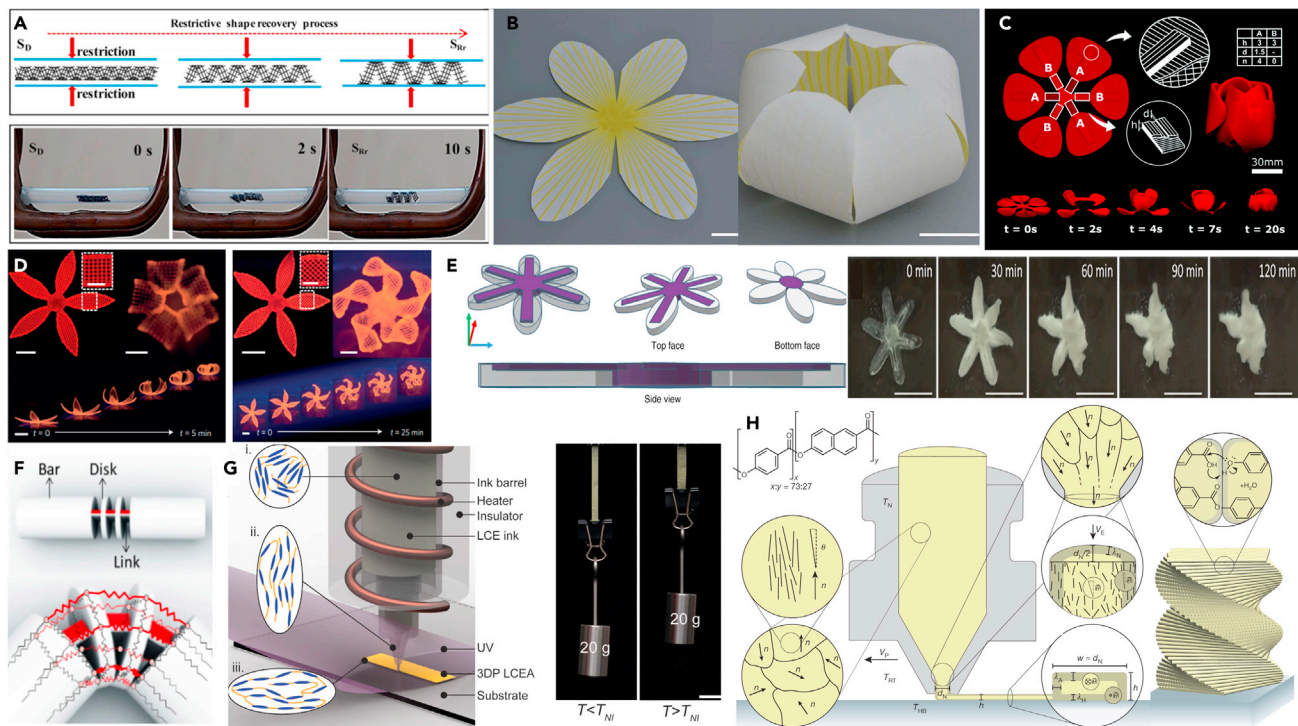 A
Restrictive shape recovery process
S_D
S_Rr
restriction
restriction
S_D
0 s
2 s
S_Rr
10 s
B
C
A
B
A
B
A
B
A B
h 3 3
d 1.5 -
n 4 0
d
h
30mm
t = 0s
t = 2s
t = 4s
t = 7s
t = 20s
D
t = 0
t = 5 min
t = 0
t = 25 min
E
Top face
Bottom face
Side view
0 min
30 min
60 min
90 min
120 min
F
Bar
Disk
Link
G
i.
ii.
iii.
Ink barrel
Heater
Insulator
LCE ink
UV
3DP LCEA
Substrate
20 g
20 g
T<T_NI
T>T_NI
H
O
O
O
O
x
y
x:y = 73:27
T_N
θ
n
n
n
n
n
n
n
n
V_P
T_RT
d_N
T_HB
h
n
n
n
n
n
n
V_E
d_N/2
λ_N
w = d_N
λ_A
λ_H
h
O
OH
H
O
+H₂O
O
O